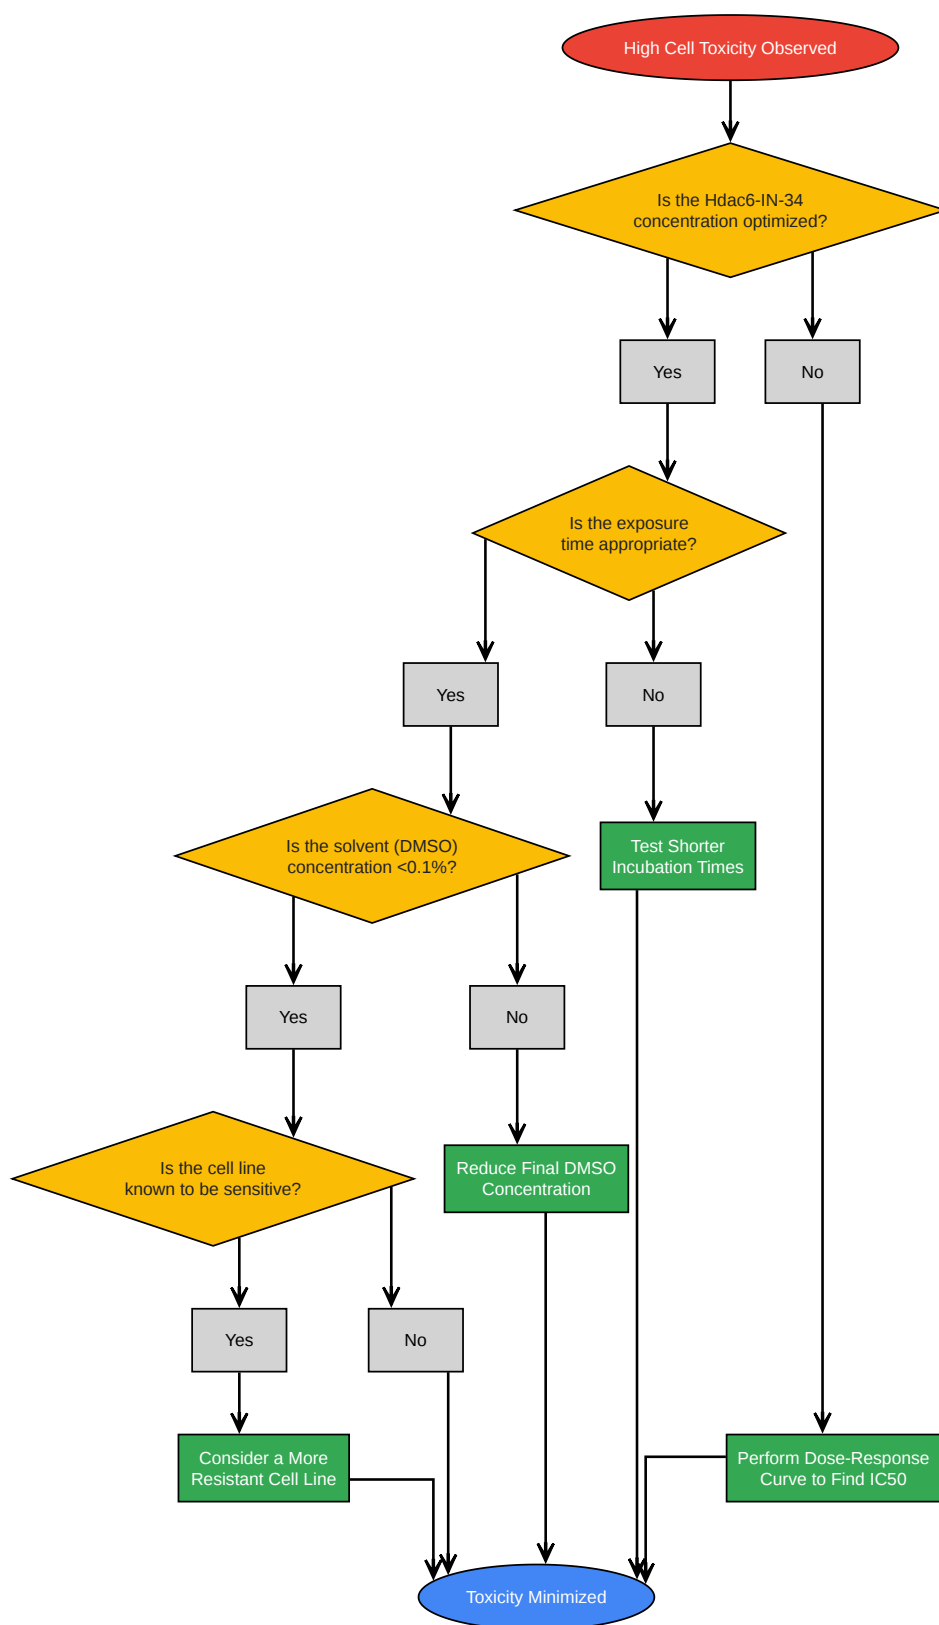 High Cell Toxicity Observed
Is the Hdac6-IN-34
concentration optimized?
Yes
No
Is the exposure
time appropriate?
Yes
No
Is the solvent (DMSO)
concentration <0.1%?
Test Shorter
Incubation Times
Yes
No
Is the cell line
known to be sensitive?
Reduce Final DMSO
Concentration
Yes
No
Consider a More
Resistant Cell Line
Perform Dose-Response
Curve to Find IC50
Toxicity Minimized